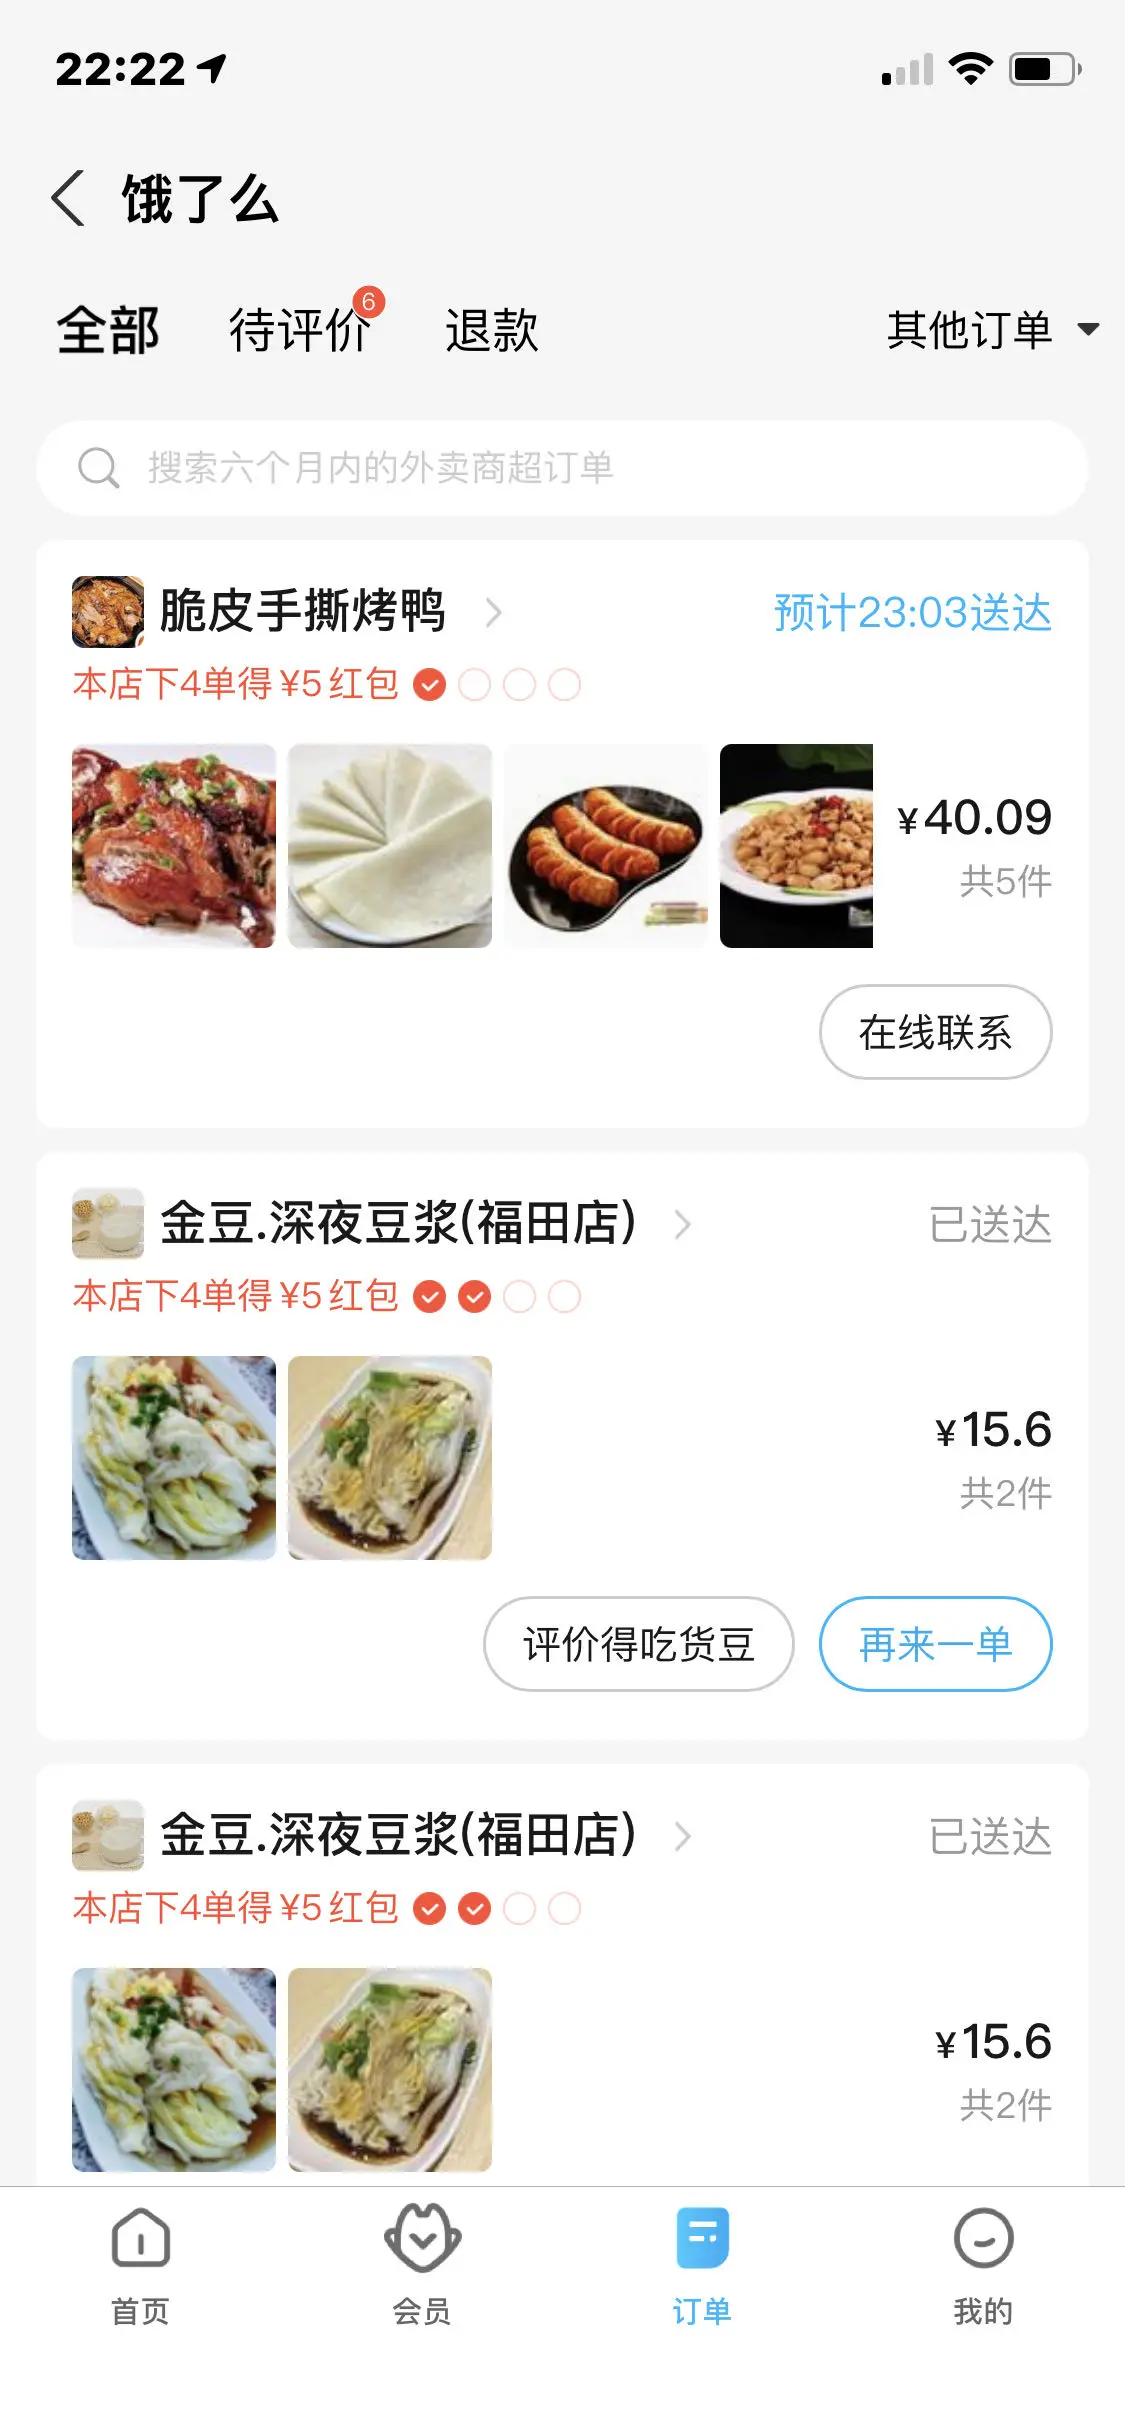 22:22
饿了么
全部 待评价 6 退款 其他订单
搜索六个月内的外卖商超订单
脆皮手撕烤鸭 预计23:03送达
本店下4单得¥5红包
¥40.09
共5件
在线联系
金豆.深夜豆浆(福田店) 已送达
本店下4单得¥5红包
¥15.6
共2件
评价得吃货豆 再来一单
金豆.深夜豆浆(福田店) 已送达
本店下4单得¥5红包
¥15.6
共2件
首页 会员 订单 我的